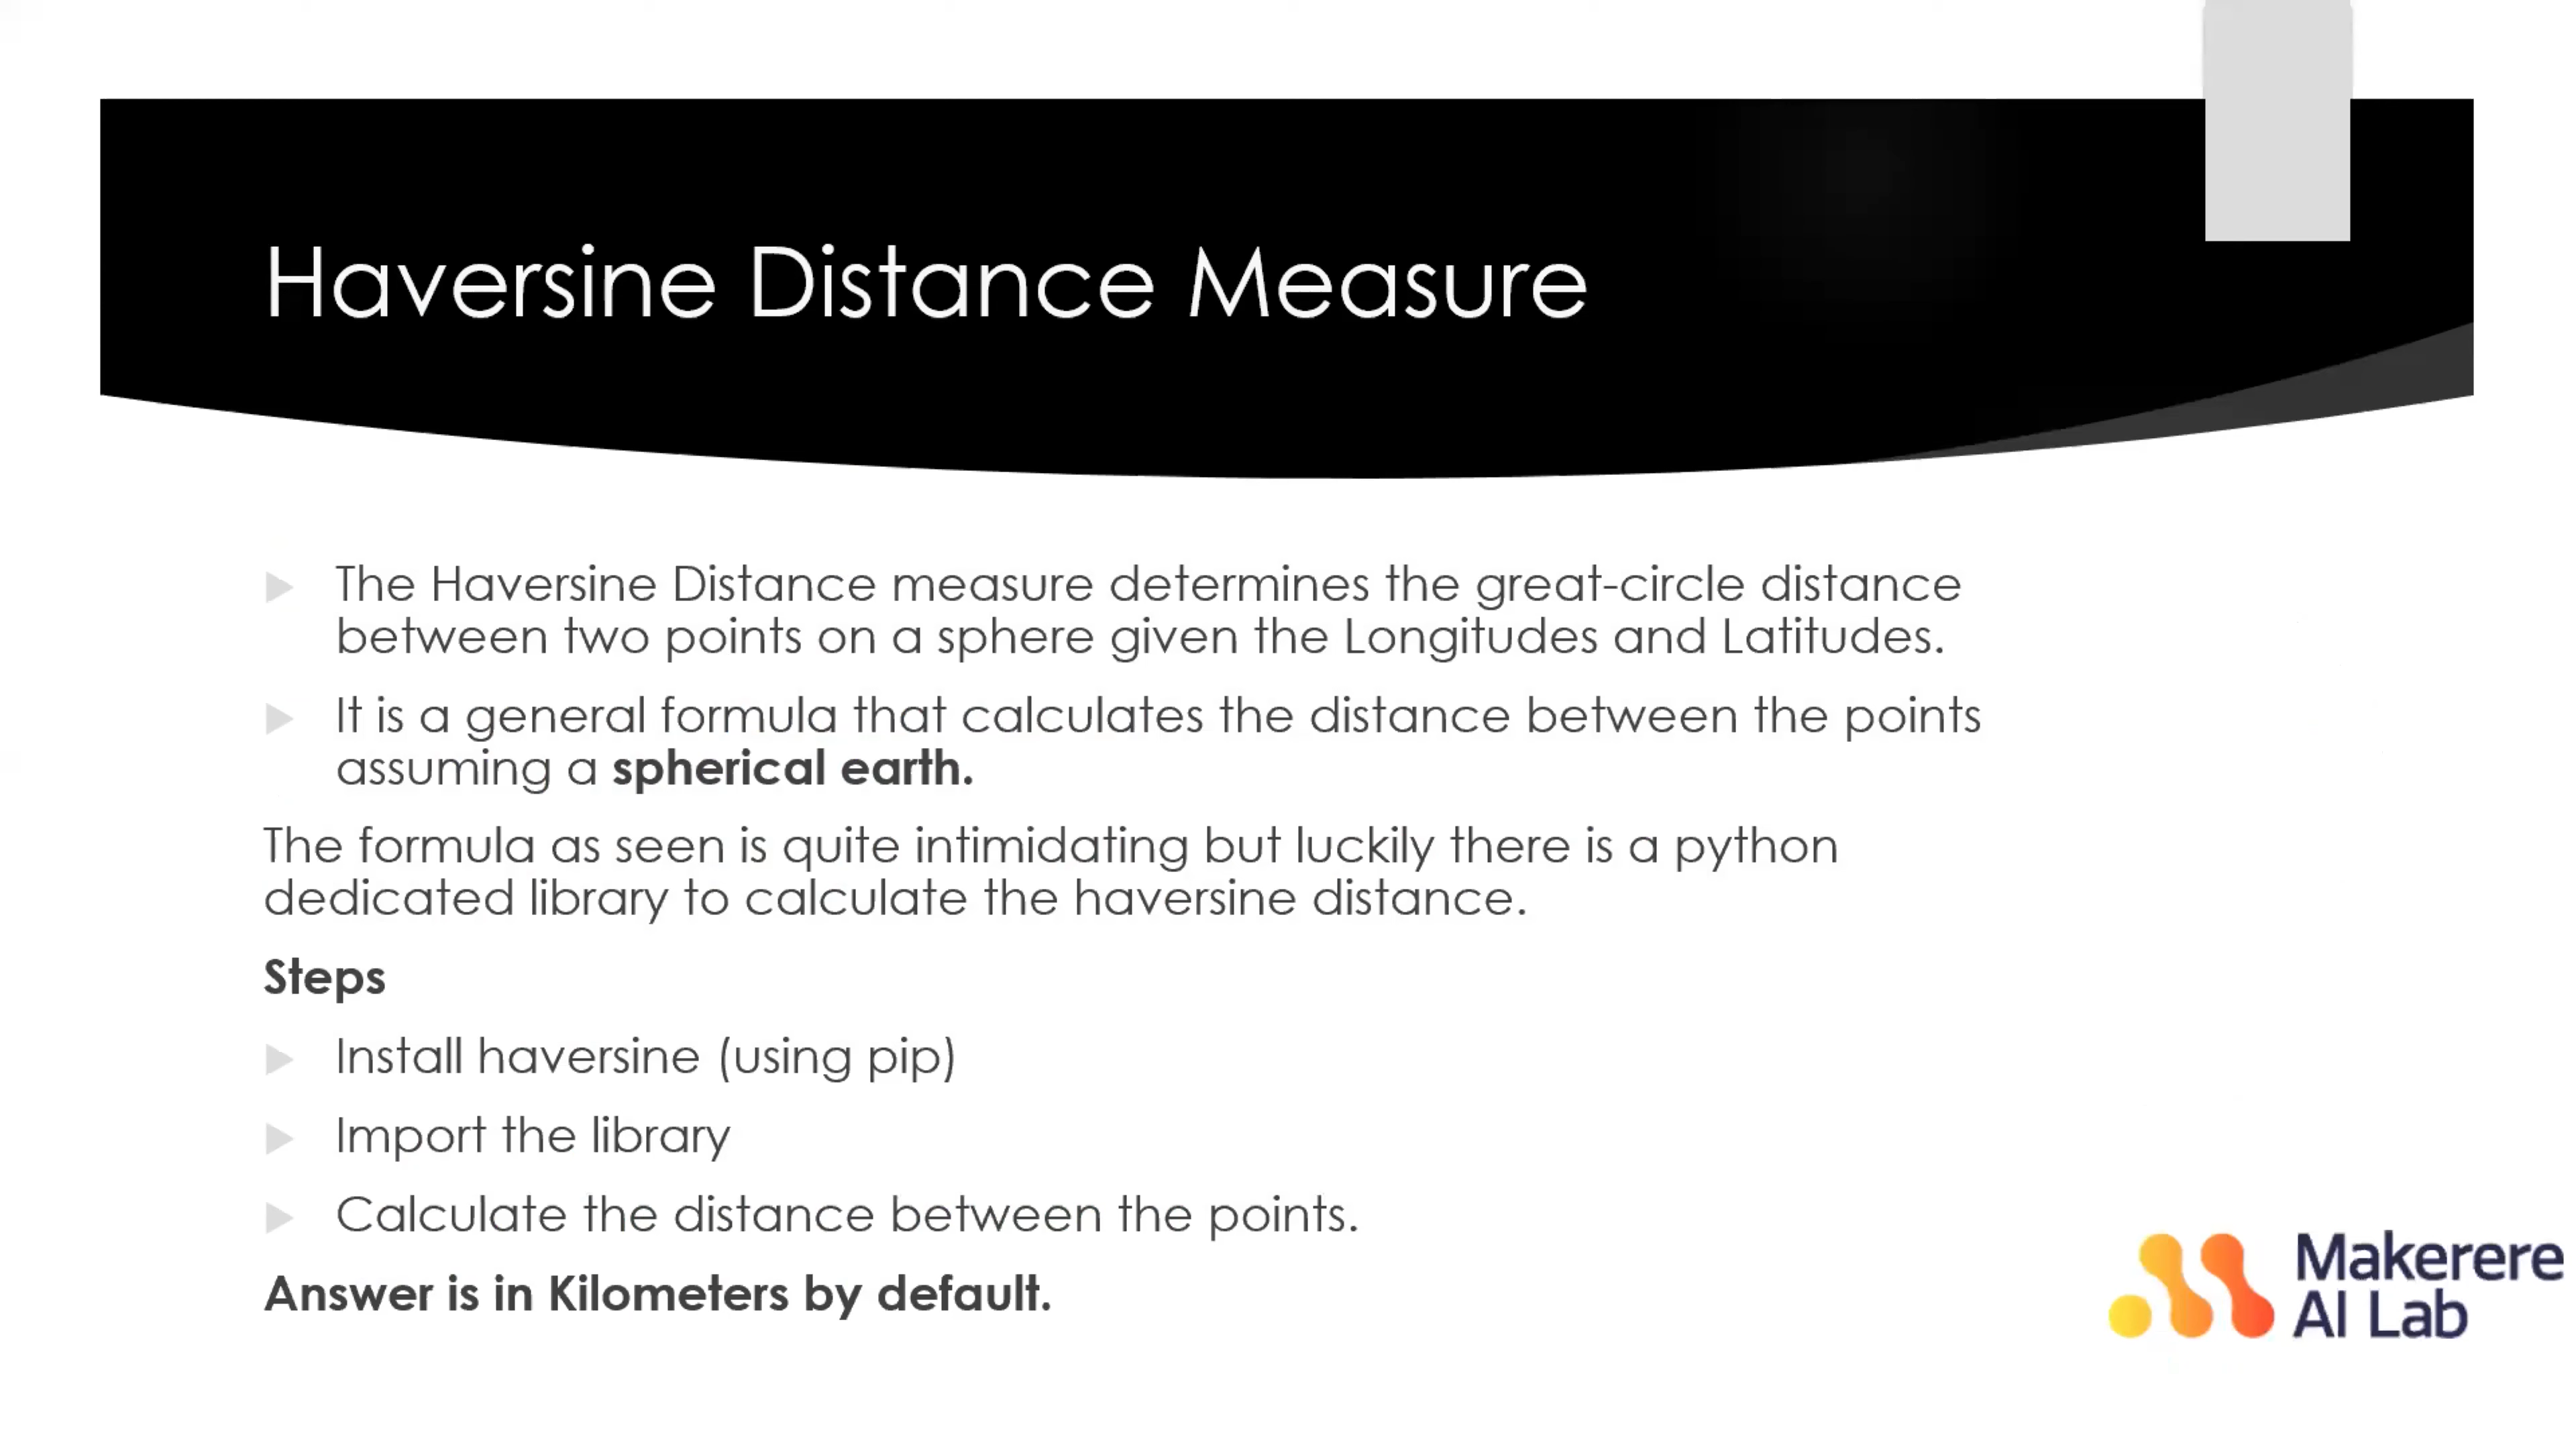 Haversine Distance Measure
The Haversine Distance measure determines the great-circle distance
between two points on a sphere given the Longitudes and Latitudes.
It is a general formula that calculates the distance between the points
assuming a spherical earth.
The formula as seen is quite intimidating but luckily there is a python
dedicated library to calculate the haversine distance.
Steps
Install haversine (using pip)
Import the library
Calculate the distance between the points.
Answer is in Kilometers by default.
Makerere
AI Lab